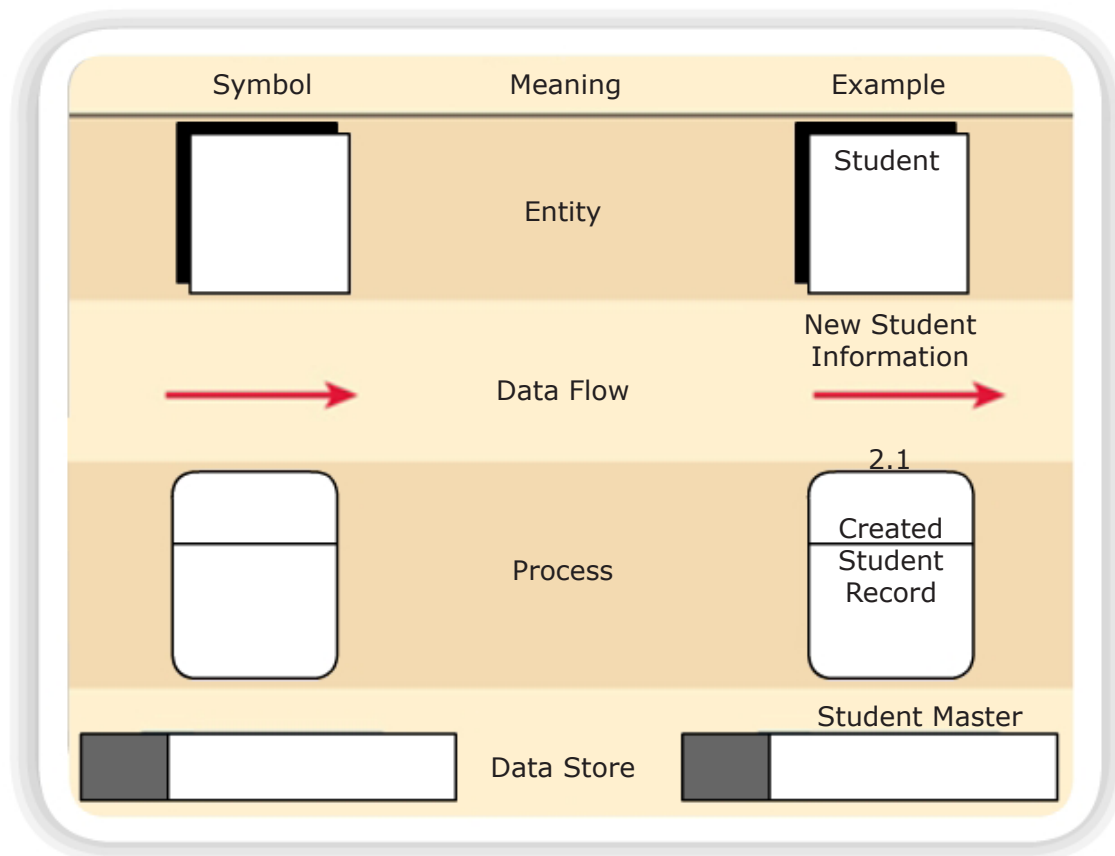 Symbol Meaning Example
Student
Entity
New Student
Information
Data Flow
2.1
Created
Student
Record
Process
Student Master
Data Store